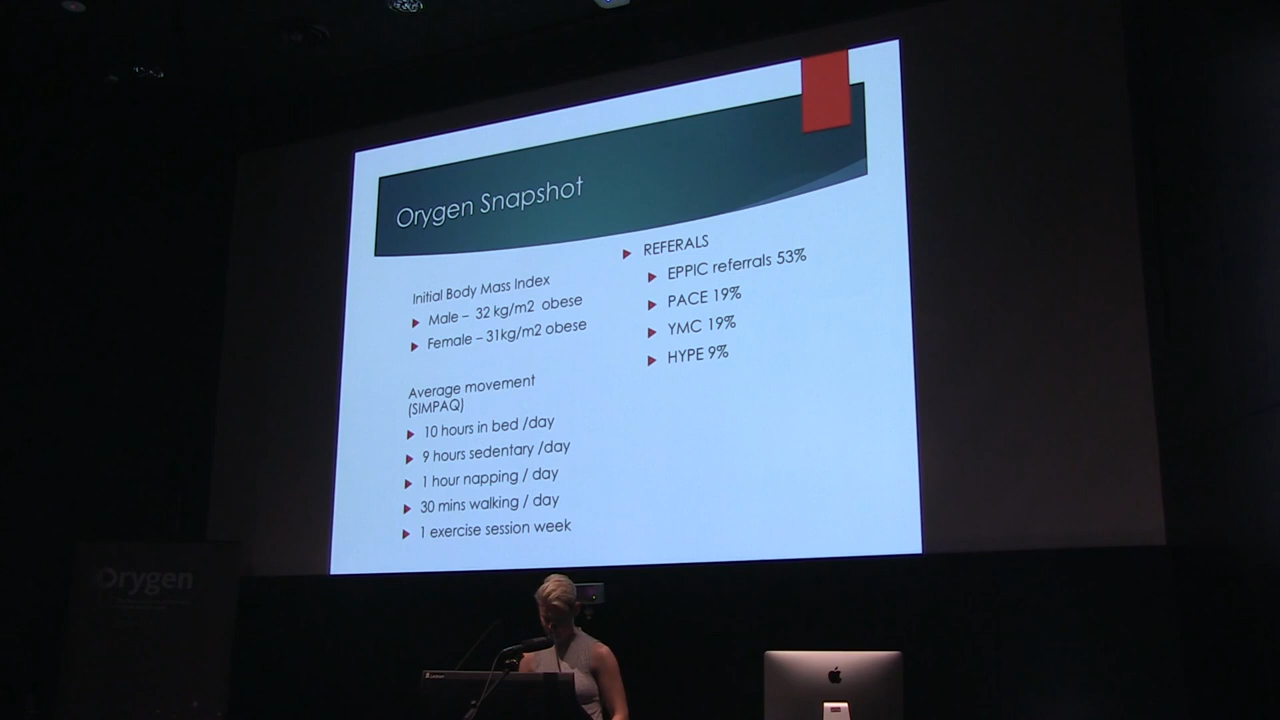 Orygen Snapshot
Initial Body Mass Index
Male – 32 kg/m2 obese
Female – 31kg/m2 obese
Average movement
(SIMPAQ)
10 hours in bed /day
9 hours sedentary /day
1 hour napping / day
30 mins walking / day
1 exercise session week
REFERALS
EPPIC referrals 53%
PACE 19%
YMC 19%
HYPE 9%
Orygen